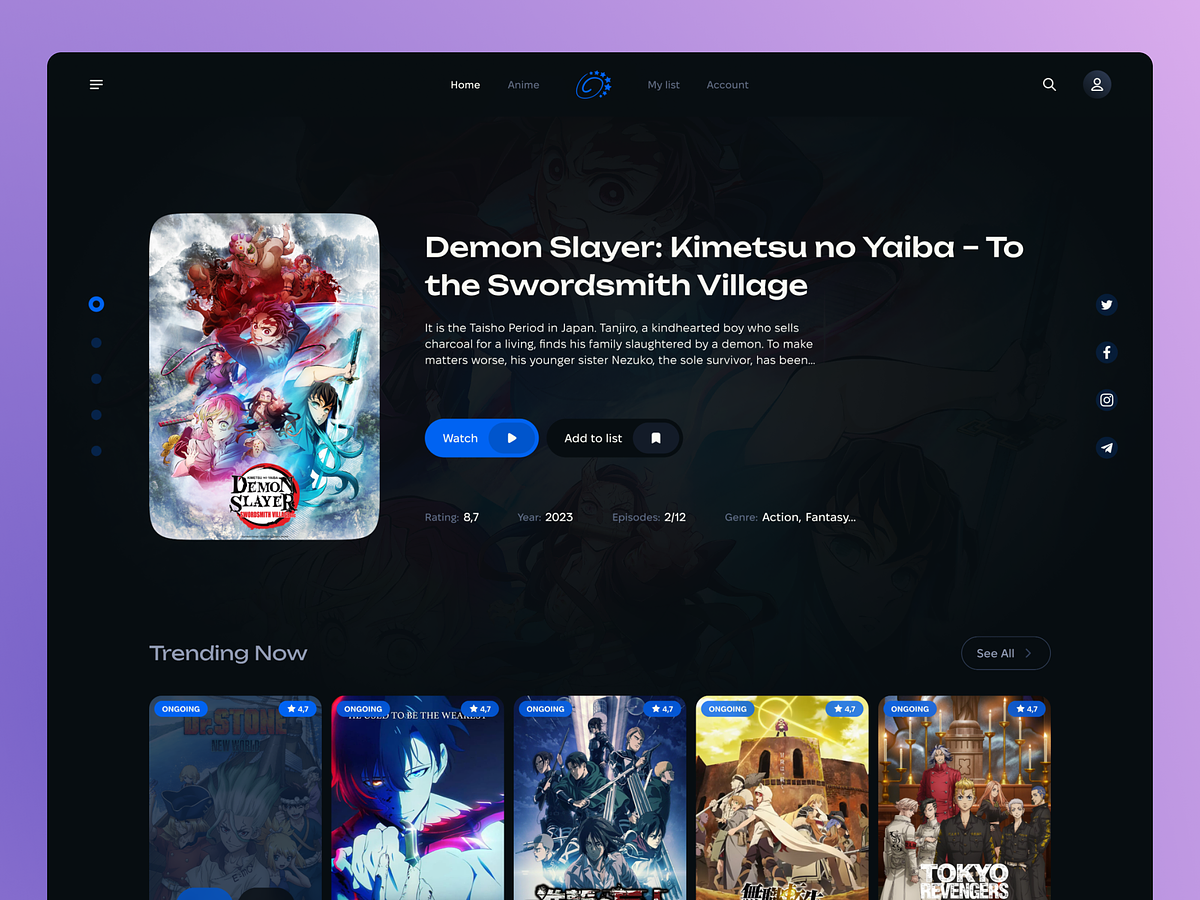 Home
Anime
My list
Account
Demon Slayer: Kimetsu no Yaiba – To
the Swordsmith Village
It is the Taisho Period in Japan. Tanjiro, a kindhearted boy who sells
charcoal for a living, finds his family slaughtered by a demon. To make
matters worse, his younger sister Nezuko, the sole survivor, has been...
Watch
Add to list
Rating: 8,7
Year: 2023
Episodes: 2/12
Genre: Action, Fantasy...
KIMETSU NO YAIBA
DEMON
SLAYER
SWORDSMITH VILLAGE
Trending Now
See All
ONGOING
4,7
Dr.STONE
NEW WORLD
ONGOING
4,7
HE USED TO BE THE WEAKEST
ONGOING
4,7
ONGOING
4,7
ONGOING
4,7
TOKYO
REVENGERS